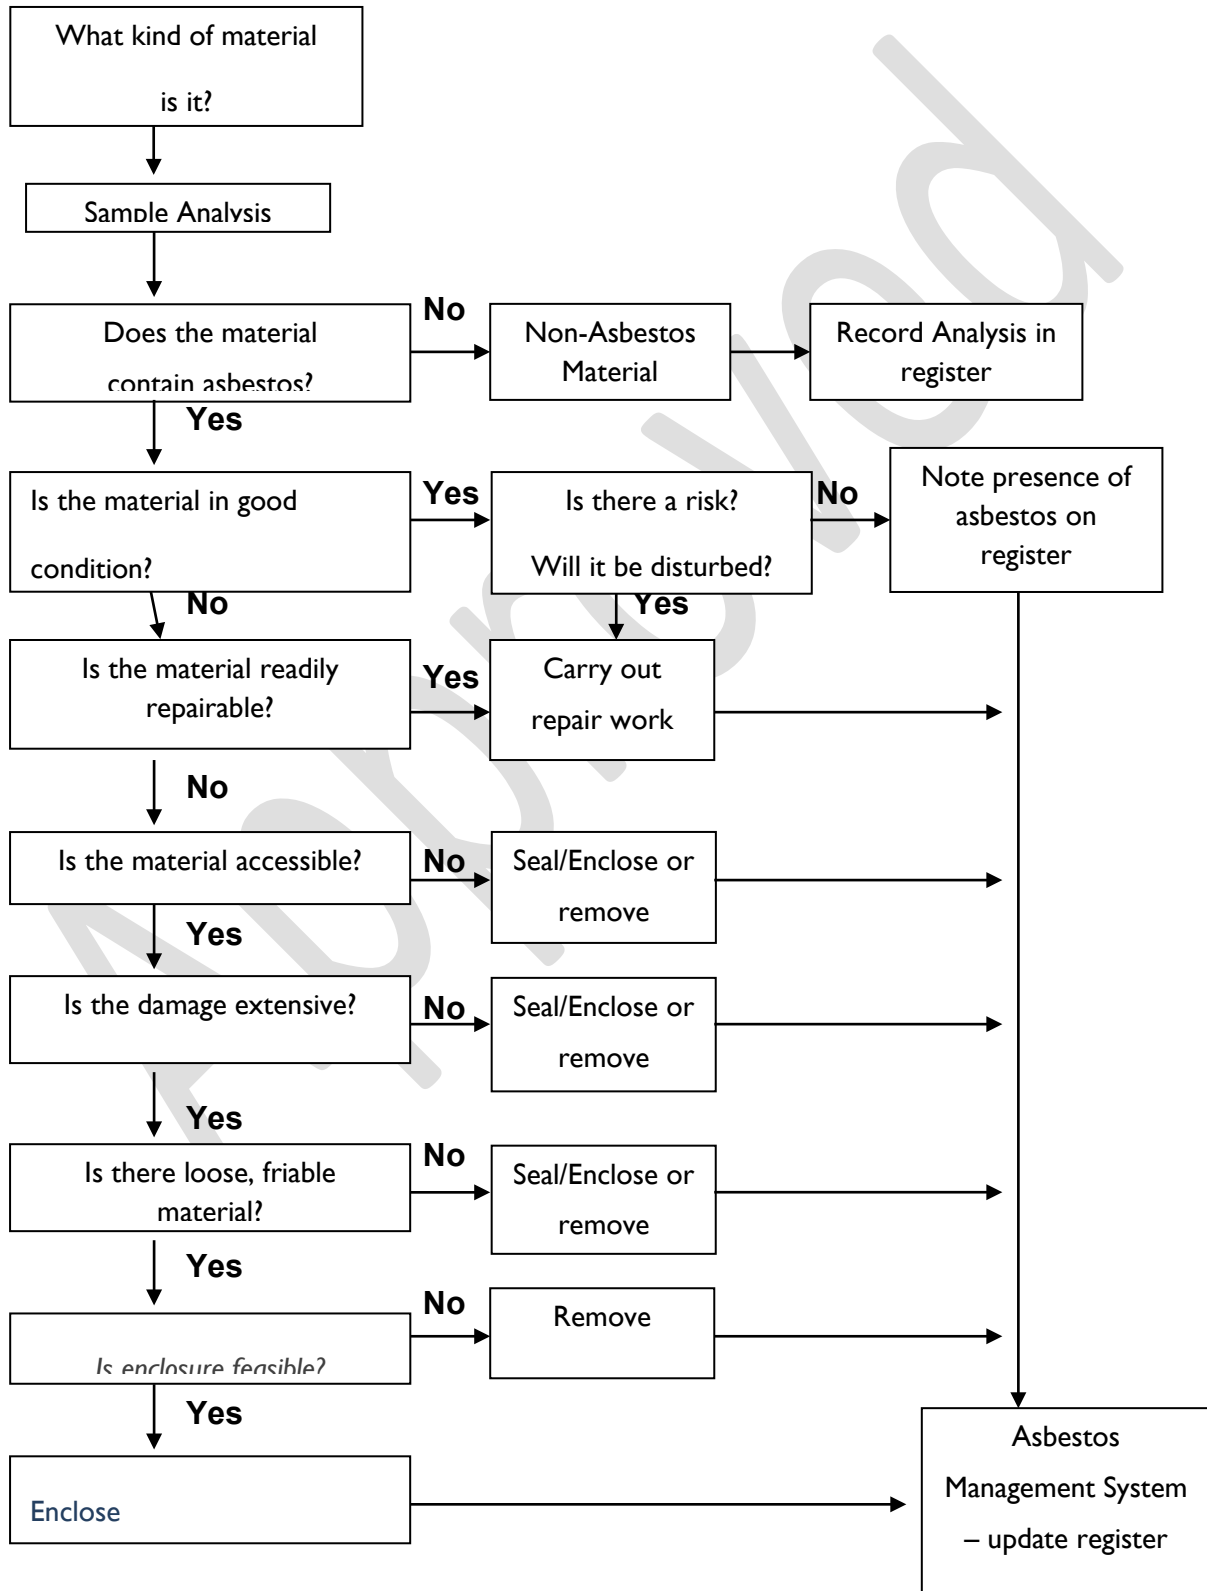 What kind of material
is it?
Sample Analysis
Does the material
contain asbestos?
No
Non-Asbestos
Material
Record Analysis in
register
Yes
Is the material in good
condition?
Yes
Is there a risk?
Will it be disturbed?
No
Note presence of
asbestos on
register
No
Yes
Is the material readily
repairable?
Yes
Carry out
repair work
No
Is the material accessible?
No
Seal/Enclose or
remove
Yes
Is the damage extensive?
No
Seal/Enclose or
remove
Yes
Is there loose, friable
material?
No
Seal/Enclose or
remove
Yes
Is enclosure feasible?
No
Remove
Yes
Enclose
Asbestos
Management System
– update register
Approved